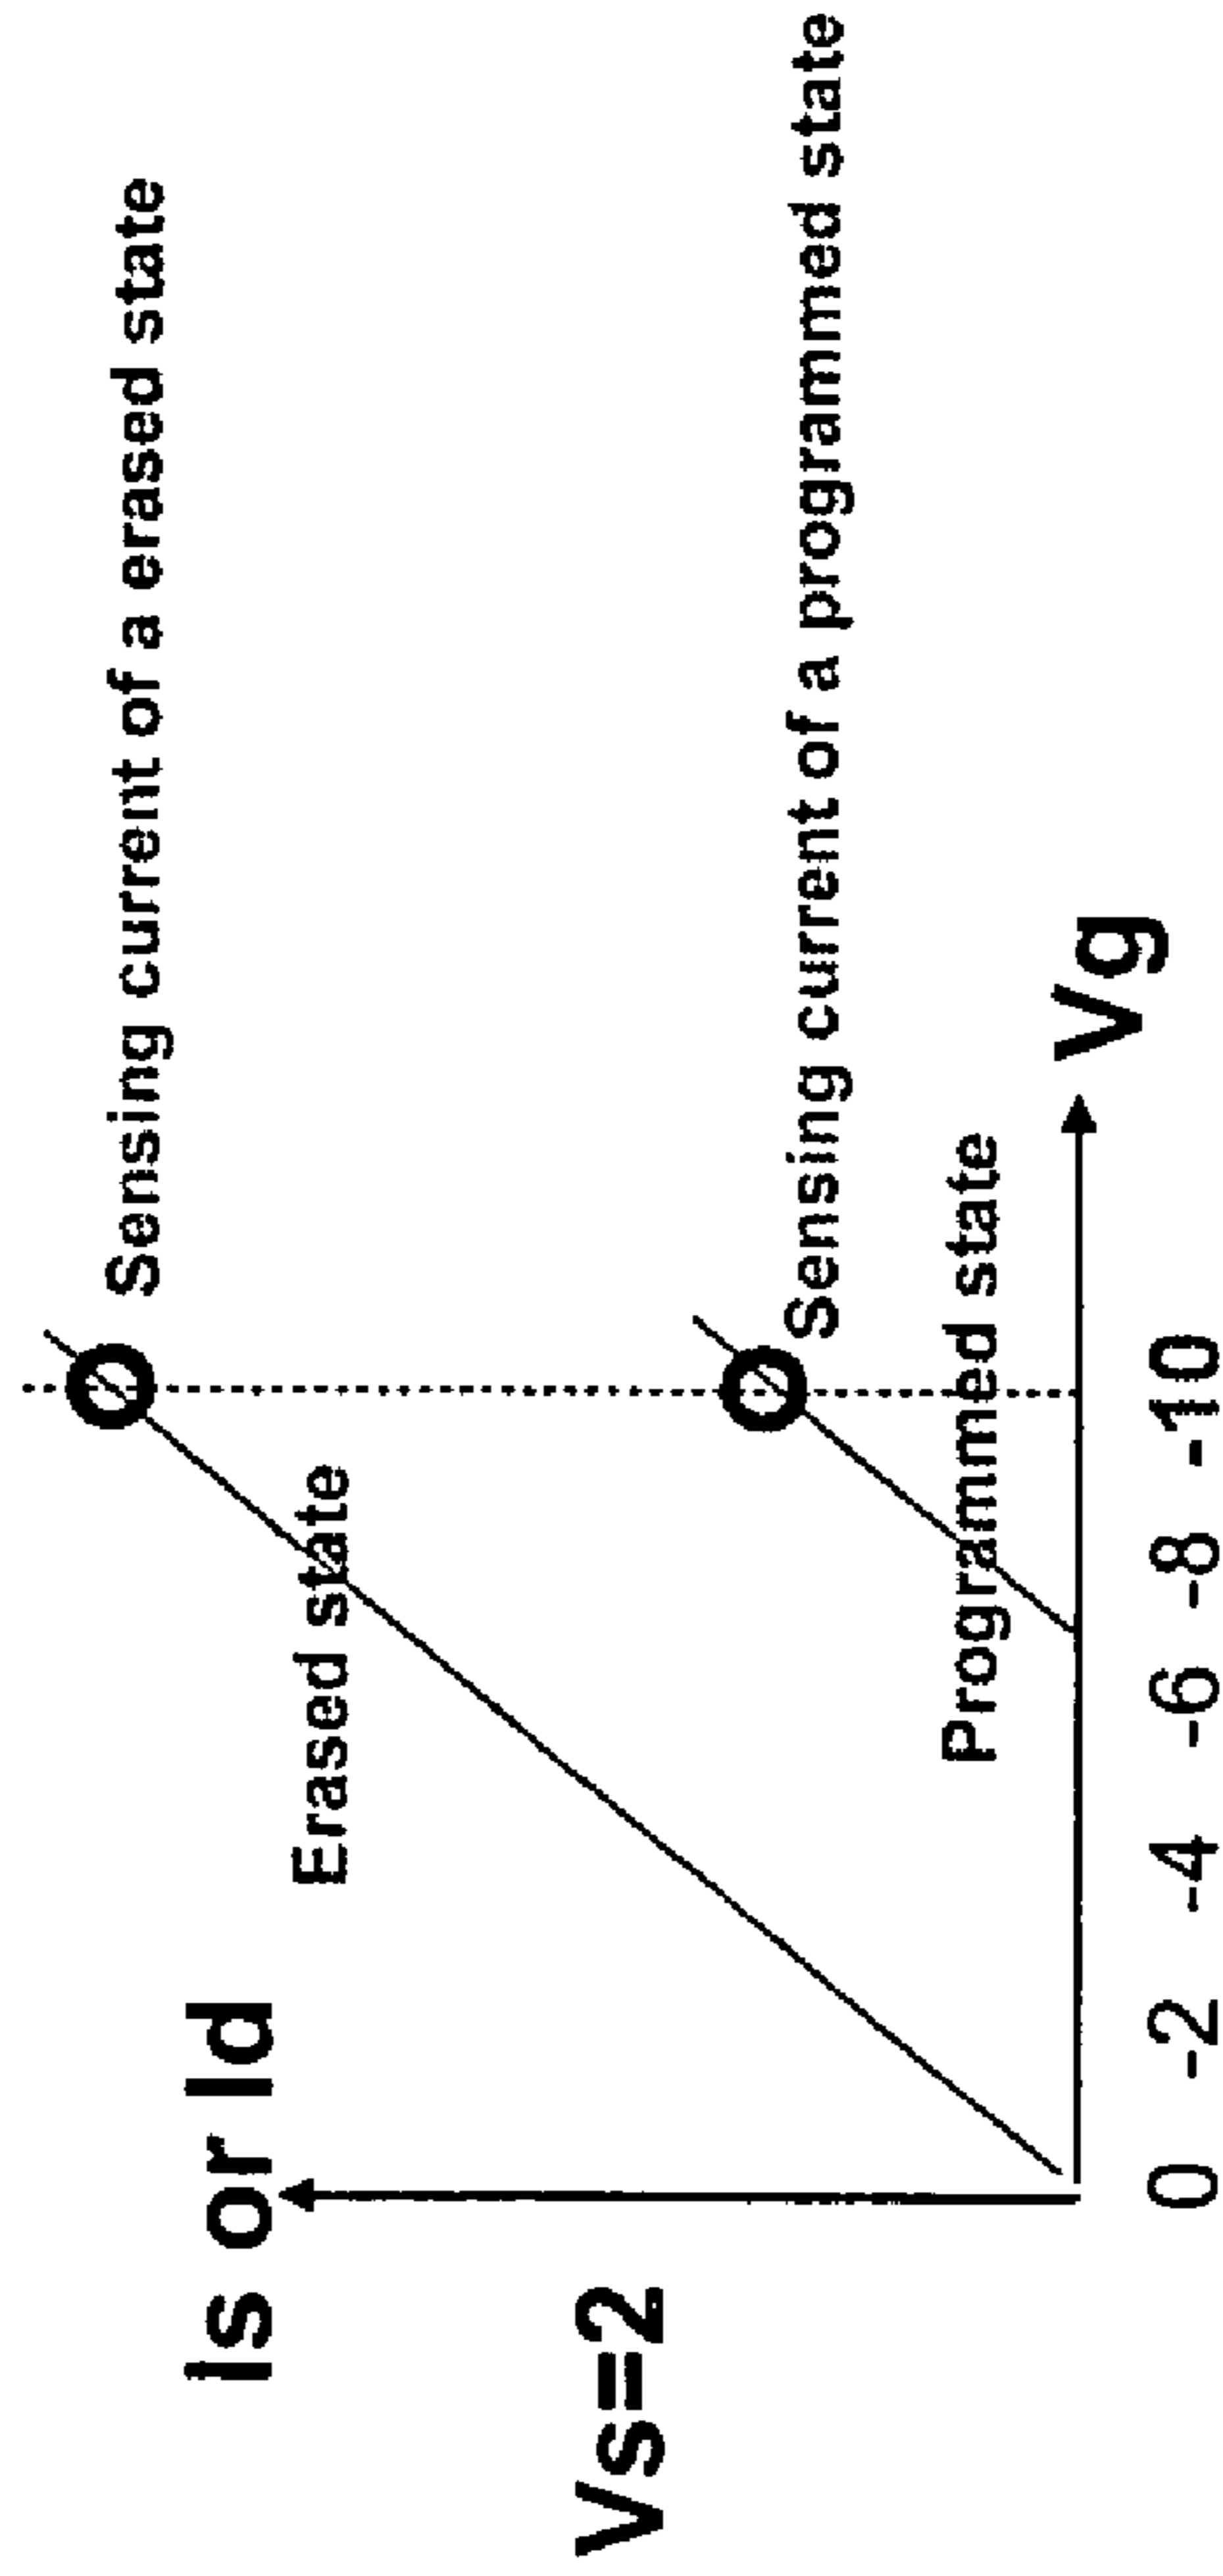 Is or Id
Sensing current of a erased state
Erased state
Vs=2
Sensing current of a programmed state
Programmed state
Vg
0 -2 -4 -6 -8 -10